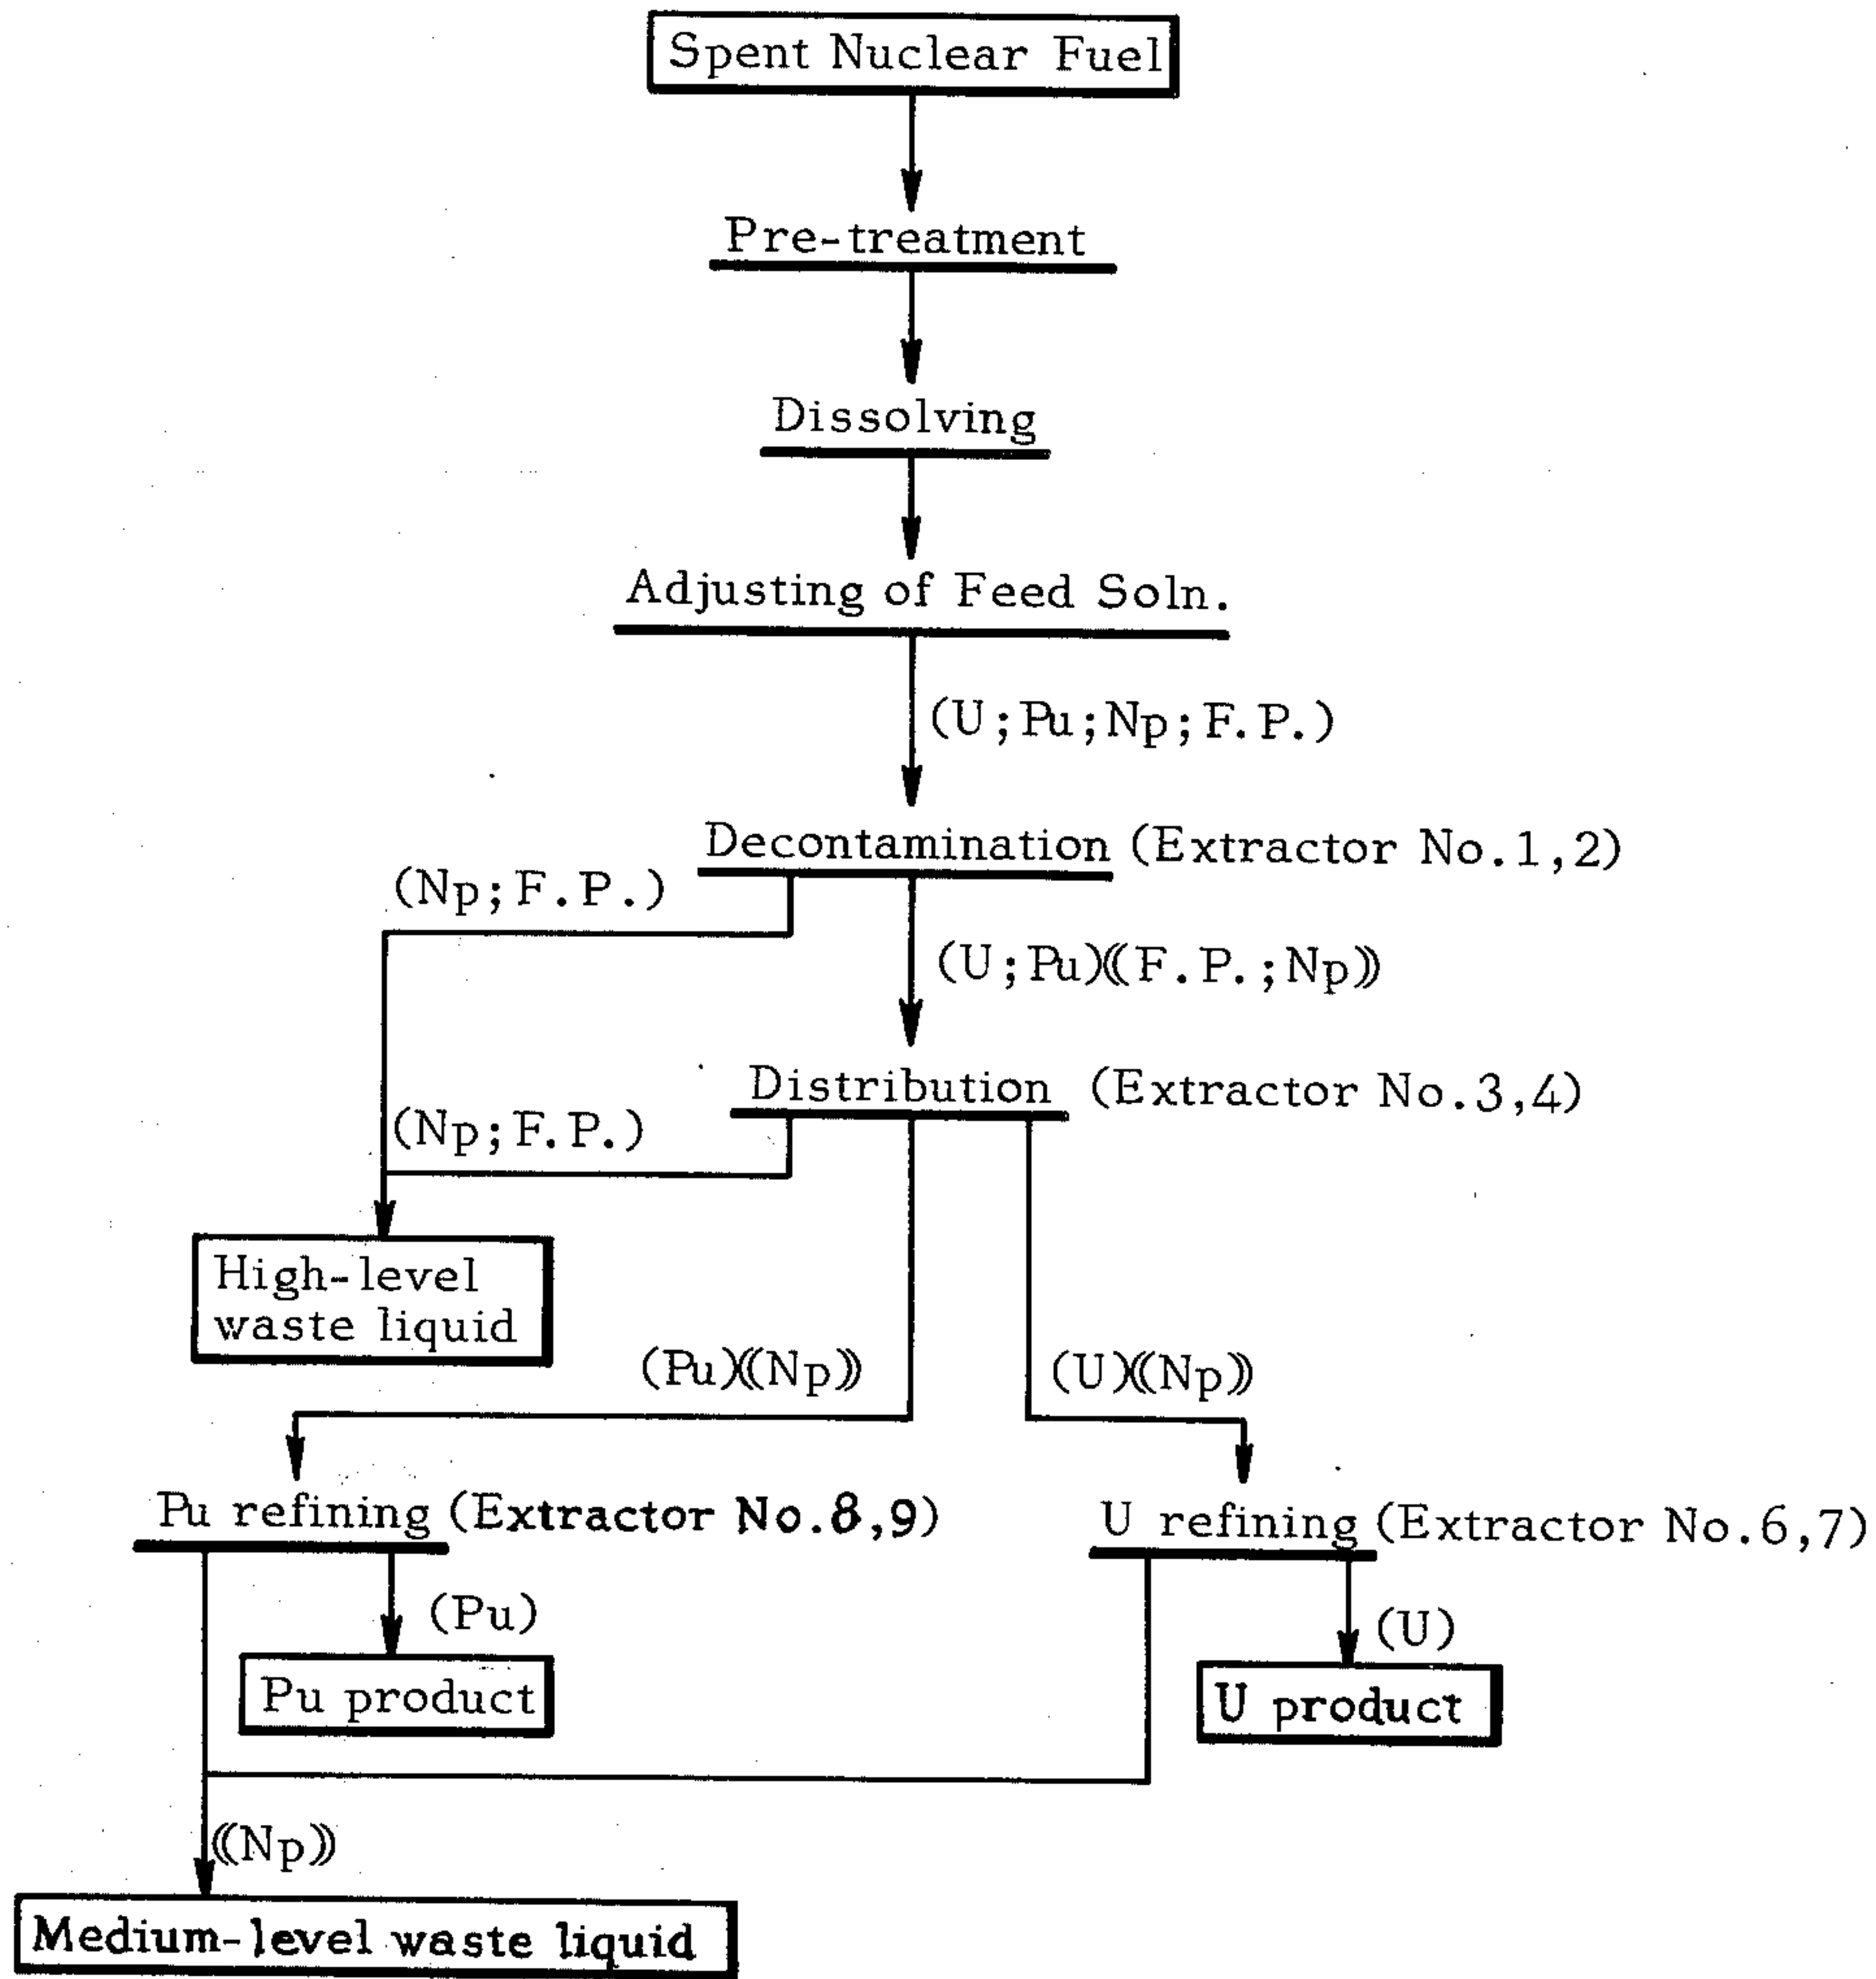 Spent Nuclear Fuel
Pre-treatment
Dissolving
Adjusting of Feed Soln.
(U;Pu;Np;F.P.)
Decontamination (Extractor No.1,2)
(Np;F.P.)
(U;Pu)((F.P.;Np))
Distribution (Extractor No.3,4)
(Np;F.P.)
High-level
waste liquid
(Pu)((Np))
(U)((Np))
Pu refining (Extractor No.8,9)
U refining (Extractor No.6,7)
(Pu)
(U)
Pu product
U product
((Np))
Medium-level waste liquid